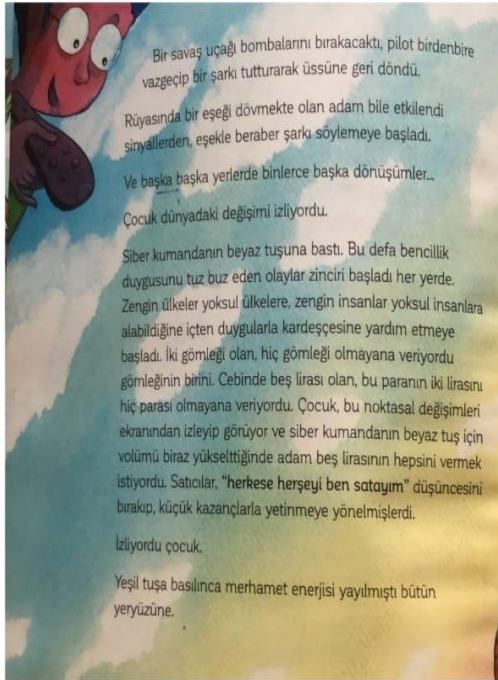 Bir savaş uçağı bombalarını bırakacaktı, pilot birdenbire
vazgeçip bir şarkı tutturarak üssüne geri döndü.
Rüyasında bir eşeği dövmekte olan adam bile etkilendi
sinyallerden, eşekle beraber şarkı söylemeye başladı.
Ve başka başka yerlerde binlerce başka dönüşümler...
Çocuk dünyadaki değişimi izliyordu.
Siber kumandanın beyaz tuşuna bastı. Bu defa bencillik
duygusunu tuz buz eden olaylar zinciri başladı her yerde.
Zengin ülkeler yoksul ülkelere, zengin insanlar yoksul insanlara
alabildiğine içten duygularla kardeşçesine yardım etmeye
başladı. İki gömleği olan, hiç gömleği olmayana veriyordu
gömleğinin birini. Cebinde beş lirası olan, bu paranın iki lirasını
hiç parası olmayana veriyordu. Çocuk, bu noktasal değişimleri
ekranından izleyip görüyor ve siber kumandanın beyaz tuş için
volümü biraz yükselttiğinde adam beş lirasının hepsini vermek
istiyordu. Satıcılar, "herkese herşeyi ben satayım" düşüncesini
bırakıp, küçük kazançlarla yetinmeye yönelmişlerdi.
İzliyordu çocuk.
Yeşil tuşa basılınca merhamet enerjisi yayılmıştı bütün
yeryüzüne.